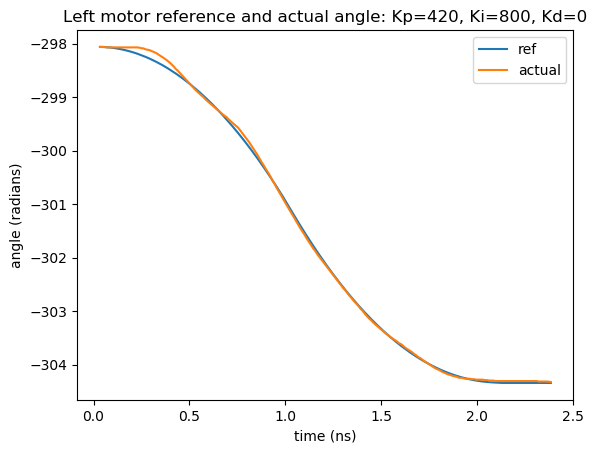 Left motor reference and actual angle: Kp=420, Ki=800, Kd=0
ref
actual
−298
−299
−300
−301
−302
−303
−304
angle (radians)
0.0
0.5
1.0
1.5
2.0
2.5
time (ns)